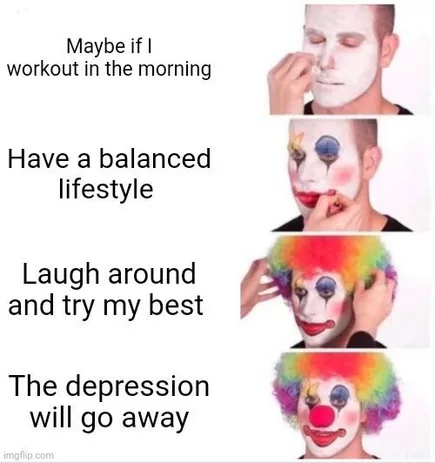 Maybe if I
workout in the morning
Have a balanced
lifestyle
Laugh around
and try my best
The depression
will go away
imgflip.com